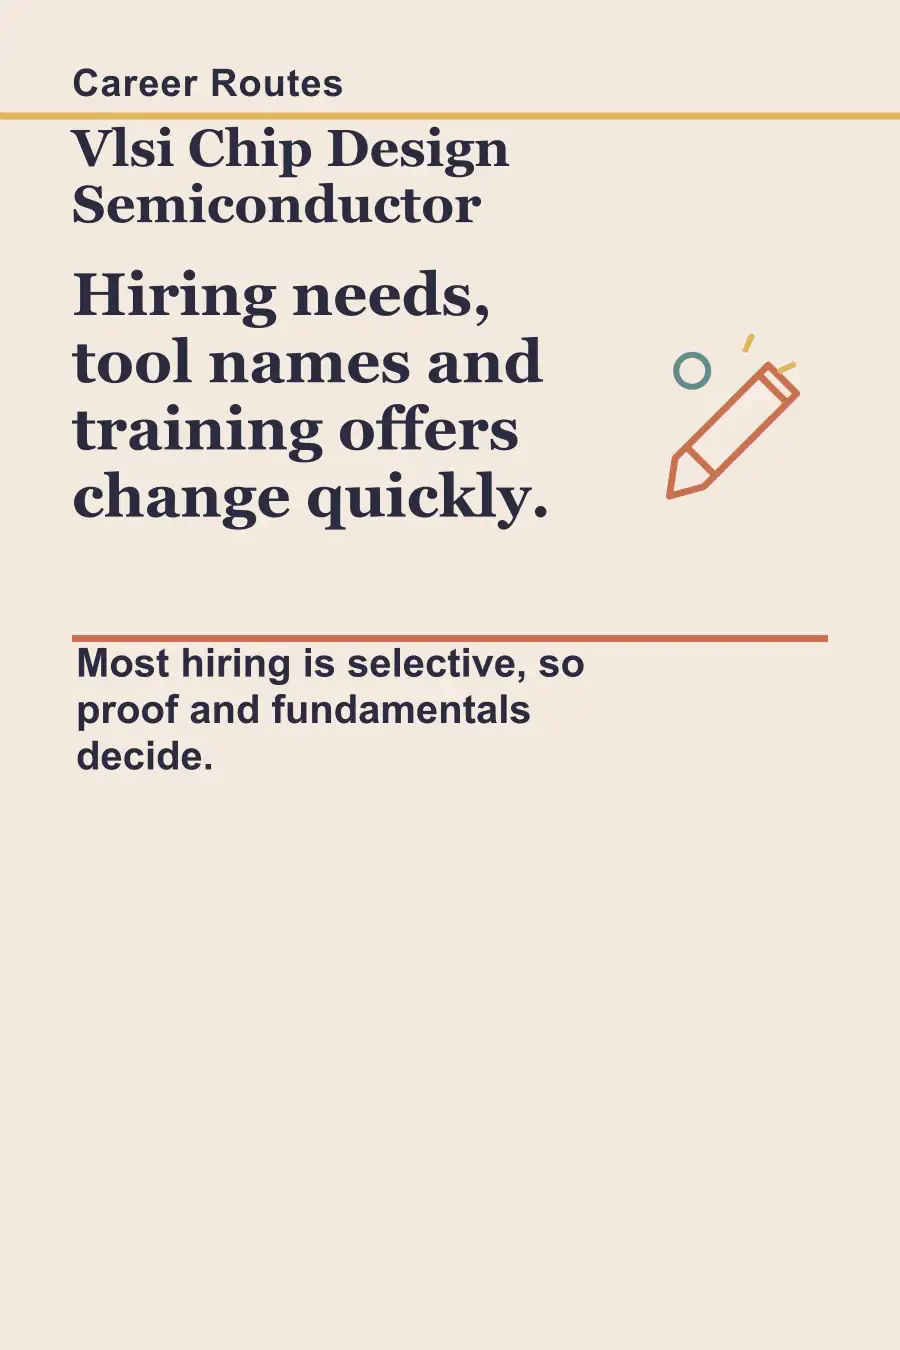 Career Routes
Vlsi Chip Design
Semiconductor
Hiring needs,
tool names and
training offers
change quickly.
Most hiring is selective, so
proof and fundamentals
decide.